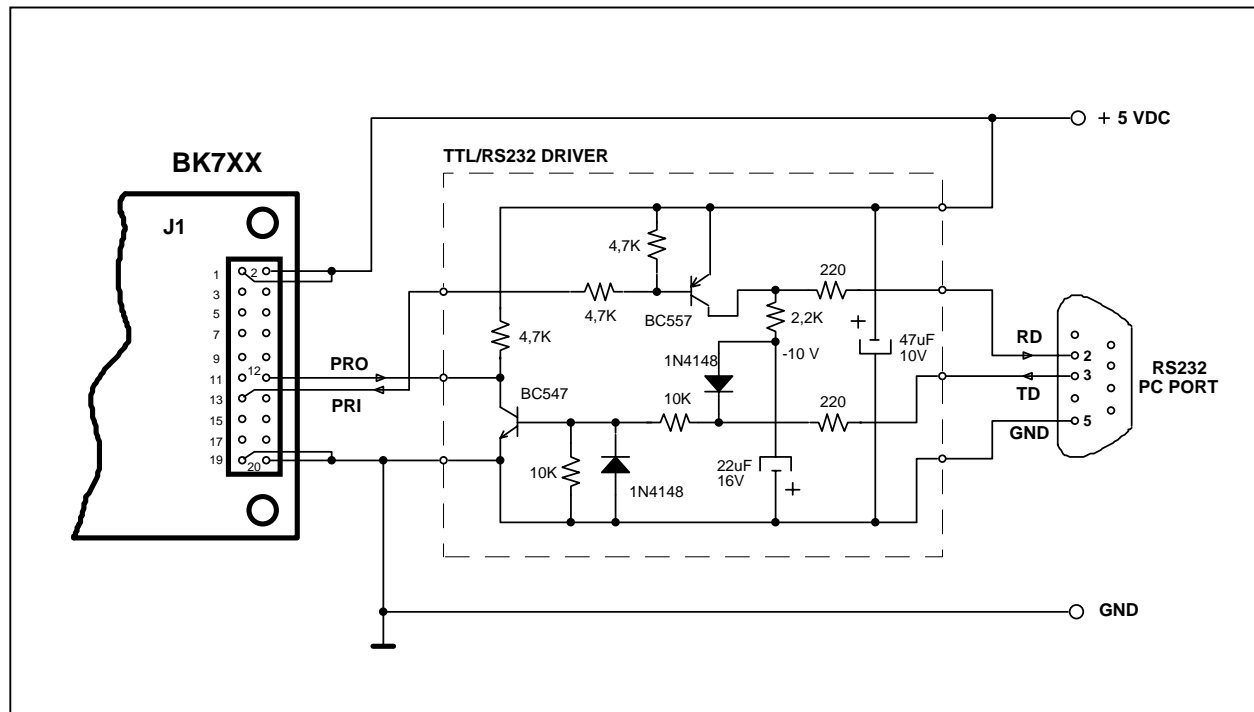 + 5 VDC
BK7XX
TTL/RS232 DRIVER
J1
4,7K
1
2
220
3
4,7K
BC557
2,2K
5
+
47uF
10V
7
4,7K
RD
-10 V
2
9
1N4148
RS232
PC PORT
12
PRO
3
11
TD
BC547
13
PRI
10K
220
15
GND
5
17
22uF
16V
19
20
10K
1N4148
+
GND